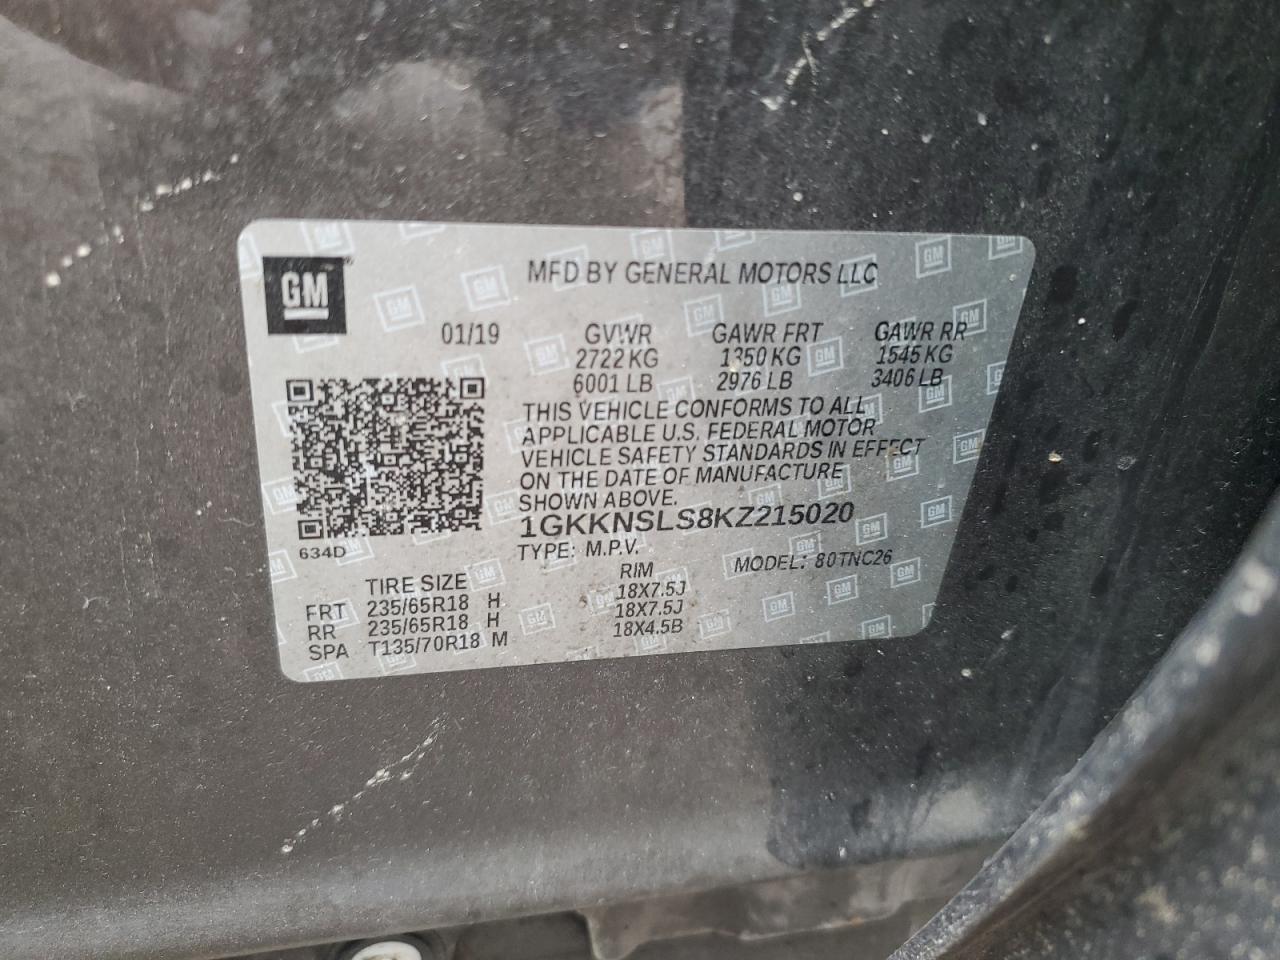 GM
MFD BY GENERAL MOTORS LLC
01/19 GVWR GAWR FRT GAWR RR
2722 KG 1350 KG 1545 KG
6001 LB 2976 LB 3406 LB
THIS VEHICLE CONFORMS TO ALL
APPLICABLE U.S. FEDERAL MOTOR
VEHICLE SAFETY STANDARDS IN EFFECT
ON THE DATE OF MANUFACTURE
SHOWN ABOVE.
1GKKNSLS8KZ215020
634D
TYPE: M.P.V. MODEL: 80TNC26
TIRE SIZE RIM
FRT 235/65R18 H 18X7.5J
RR 235/65R18 H 18X7.5J
SPA T135/70R18 M 18X4.5B